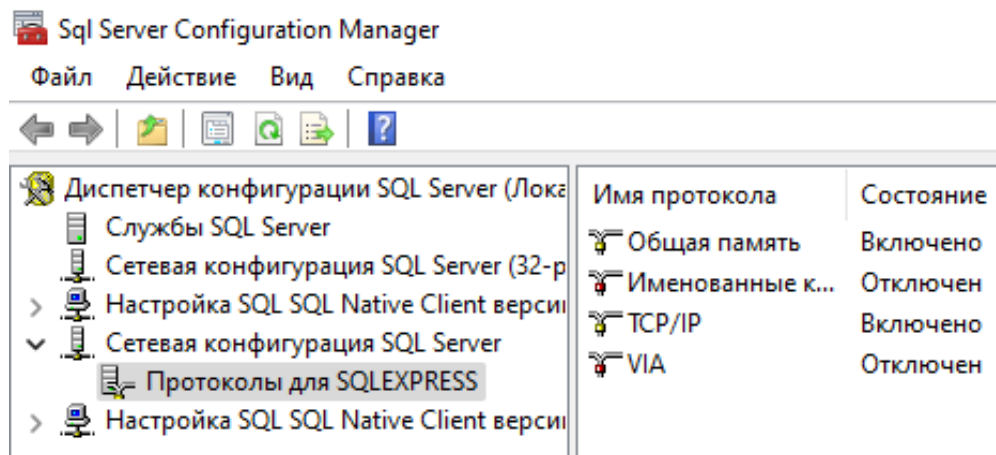 Sql Server Configuration Manager
Файл Действие Вид Справка
Диспетчер конфигурации SQL Server (Лока
Службы SQL Server
Сетевая конфигурация SQL Server (32-р
Настройка SQL SQL Native Client версии
Сетевая конфигурация SQL Server
Протоколы для SQLEXPRESS
Настройка SQL SQL Native Client версии
Имя протокола Состояние
Общая память Включено
Именованные к... Отключен
TCP/IP Включено
VIA Отключен